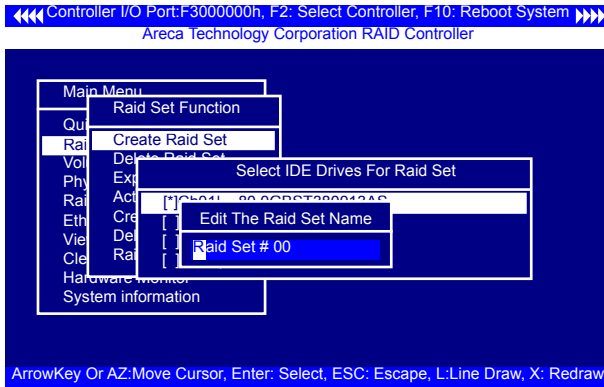 Controller I/O Port:F3000000h, F2: Select Controller, F10: Reboot System
Areca Technology Corporation RAID Controller
Main Menu
Raid Set Function
Create Raid Set
Select IDE Drives For Raid Set
Edit The Raid Set Name
Raid Set # 00
Hardware Monitor
System information
ArrowKey Or AZ:Move Cursor, Enter: Select, ESC: Escape, L:Line Draw, X: Redraw